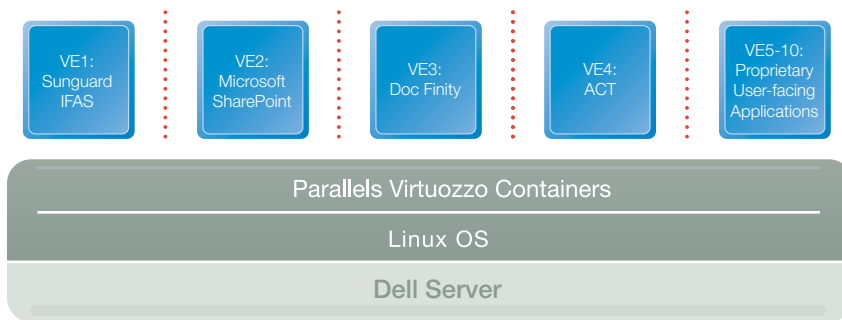 VE1:
Sunguard
IFAS
VE2:
Microsoft
SharePoint
VE3:
Doc Finity
VE4:
ACT
VE5-10:
Proprietary
User-facing
Applications
Parallels Virtuozzo Containers
Linux OS
Dell Server